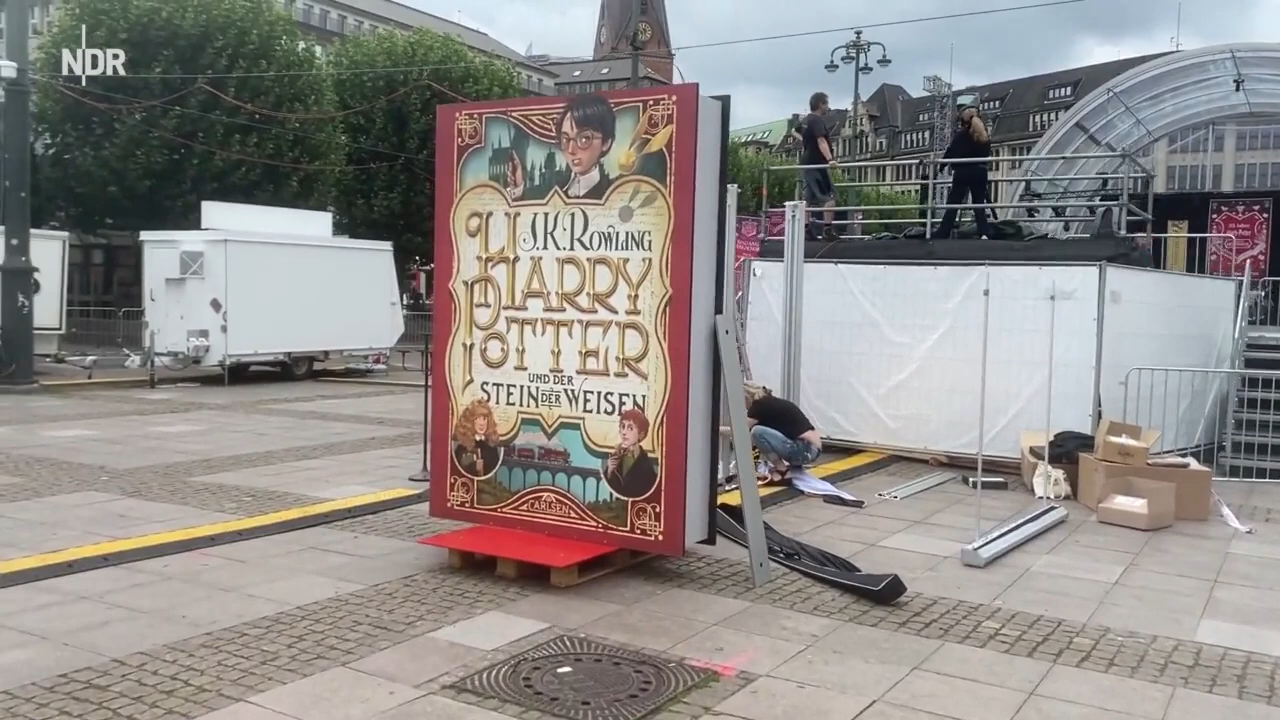 NDR
J.K. ROWLING
HARRY
POTTER
UND DER
STEIN DER WEISEN
CARLSEN